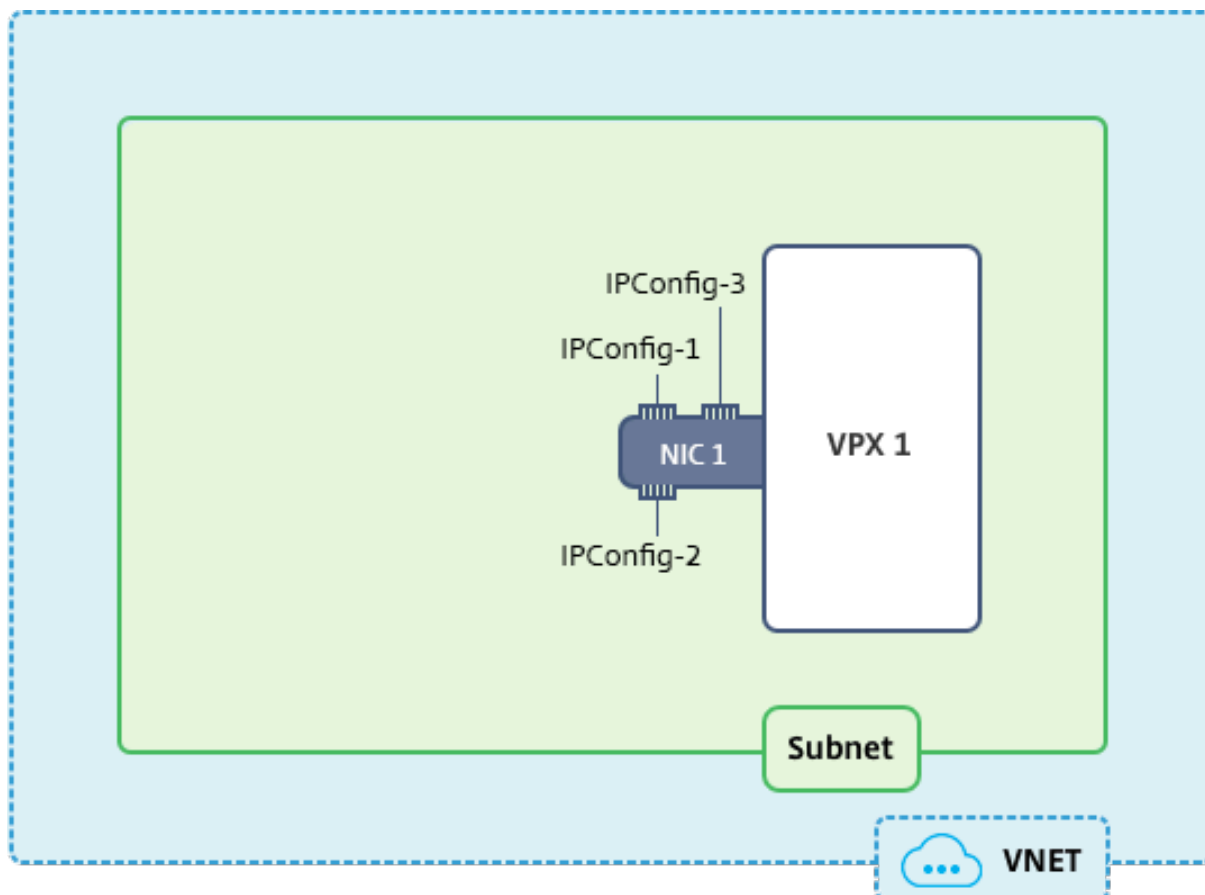 IPConfig-3
IPConfig-1
NIC 1
VPX 1
IPConfig-2
Subnet
VNET